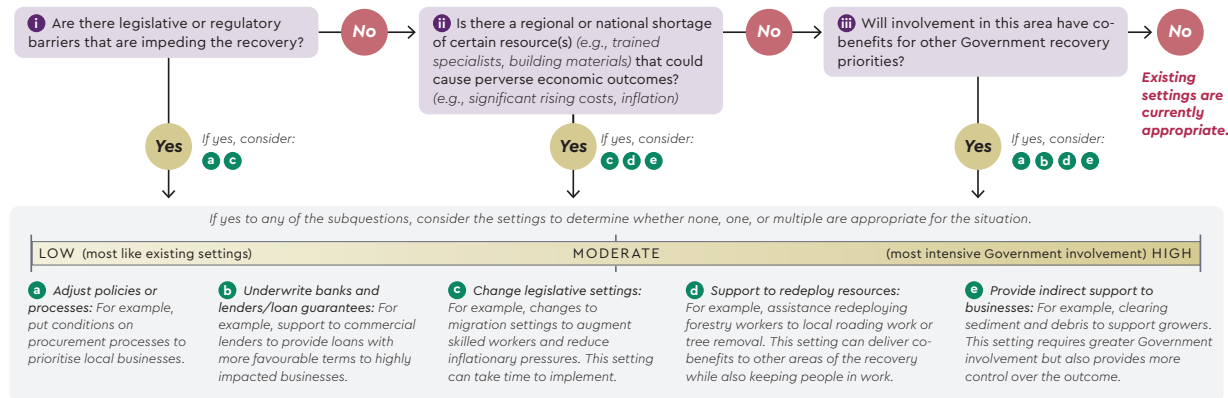 i Are there legislative or regulatory
barriers that are impeding the recovery?
No
ii Is there a regional or national shortage
of certain resource(s) (e.g., trained
specialists, building materials) that could
cause perverse economic outcomes?
(e.g., significant rising costs, inflation)
No
iii Will involvement in this area have co-
benefits for other Government recovery
priorities?
No
Existing
settings are
currently
appropriate.
Yes
If yes, consider:
a c
Yes
If yes, consider:
c d e
Yes
If yes, consider:
a b d e
If yes to any of the subquestions, consider the settings to determine whether none, one, or multiple are appropriate for the situation.
LOW (most like existing settings)
MODERATE
(most intensive Government involvement) HIGH
a Adjust policies or
processes: For example,
put conditions on
procurement processes to
prioritise local businesses.
b Underwrite banks and
lenders/loan guarantees: For
example, support to commercial
lenders to provide loans with
more favourable terms to highly
impacted businesses.
c Change legislative settings:
For example, changes to
migration settings to augment
skilled workers and reduce
inflationary pressures. This setting
can take time to implement.
d Support to redeploy resources:
For example, assistance redeploying
forestry workers to local roading work or
tree removal. This setting can deliver co-
benefits to other areas of the recovery
while also keeping people in work.
e Provide indirect support to
businesses: For example, clearing
sediment and debris to support growers.
This setting requires greater Government
involvement but also provides more
control over the outcome.